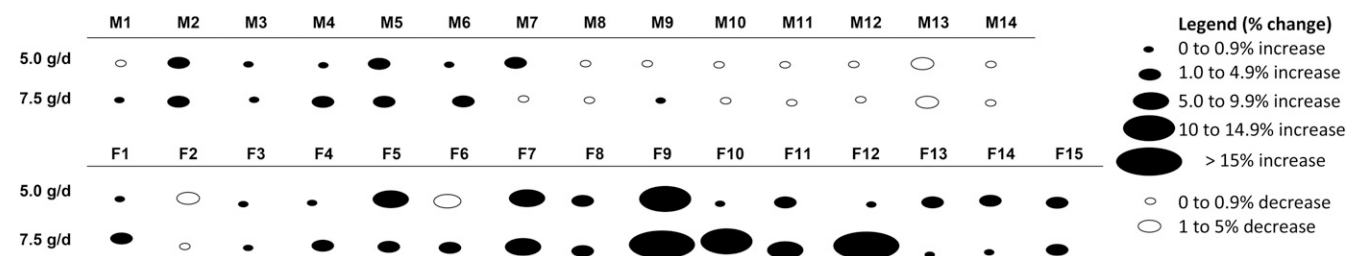 M1 M2 M3 M4 M5 M6 M7 M8 M9 M10 M11 M12 M13 M14
5.0 g/d
7.5 g/d
F1 F2 F3 F4 F5 F6 F7 F8 F9 F10 F11 F12 F13 F14 F15
5.0 g/d
7.5 g/d
Legend (% change)
0 to 0.9% increase
1.0 to 4.9% increase
5.0 to 9.9% increase
10 to 14.9% increase
> 15% increase
0 to 0.9% decrease
1 to 5% decrease